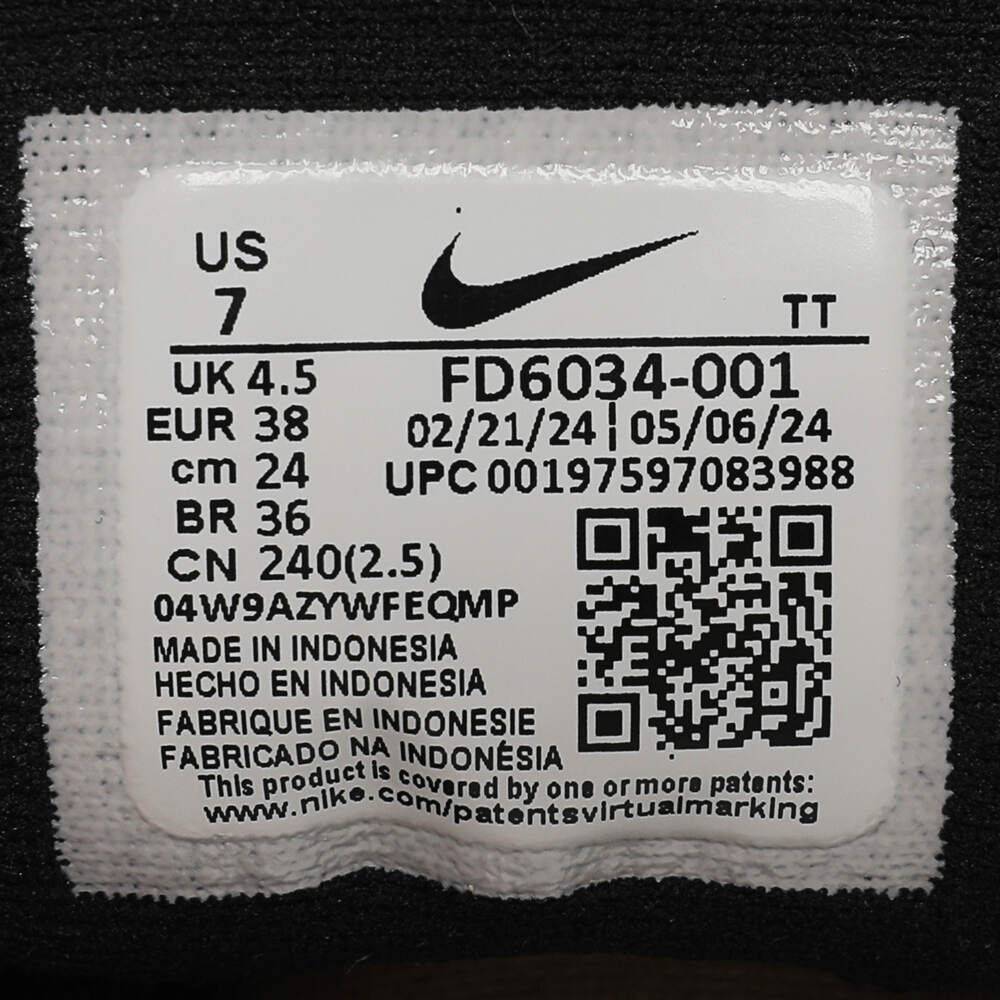 US
7
TT
UK 4.5
FD6034-001
EUR 38
02/21/24 | 05/06/24
cm 24
UPC 00197597083988
BR 36
CN 240(2.5)
04W9AZYWFEQMP
MADE IN INDONESIA
HECHO EN INDONESIA
FABRIQUE EN INDONESIE
FABRICADO NA INDONÉSIA
This product is covered by one or more patents:
www.nike.com/patentsvirtualmarking